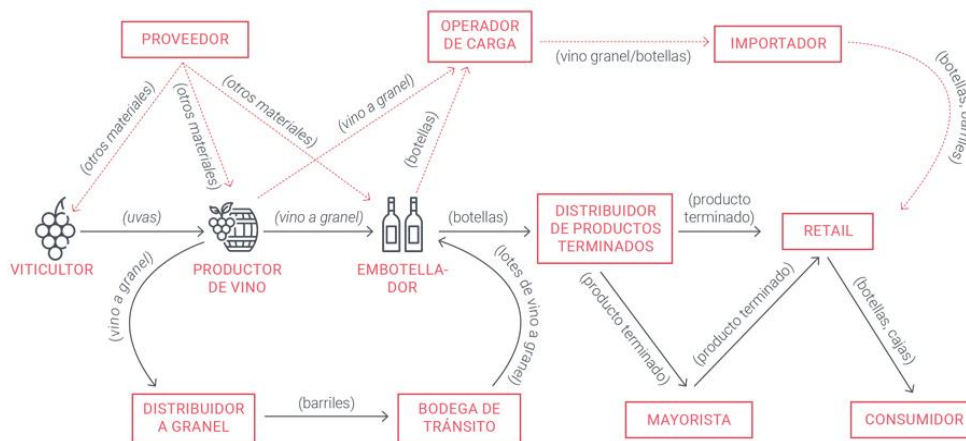 PROVEEDOR
OPERADOR
DE CARGA
(vino granel/botellas)
IMPORTADOR
(otros materiales)
(otros materiales)
(otros materiales)
(vino a granel)
(botellas)
(botellas, barriles)
VITICULTOR
(uvas)
PRODUCTOR
DE VINO
(vino a granel)
EMBOTELLA-
DOR
(botellas)
DISTRIBUIDOR
DE PRODUCTOS
TERMINADOS
(producto
terminado)
RETAIL
(vino a granel)
(lotes de vino a granel)
(producto terminado)
(producto terminado)
(botellas, cajas)
DISTRIBUIDOR
A GRANEL
(barriles)
BODEGA DE
TRÁNSITO
MAYORISTA
CONSUMIDOR